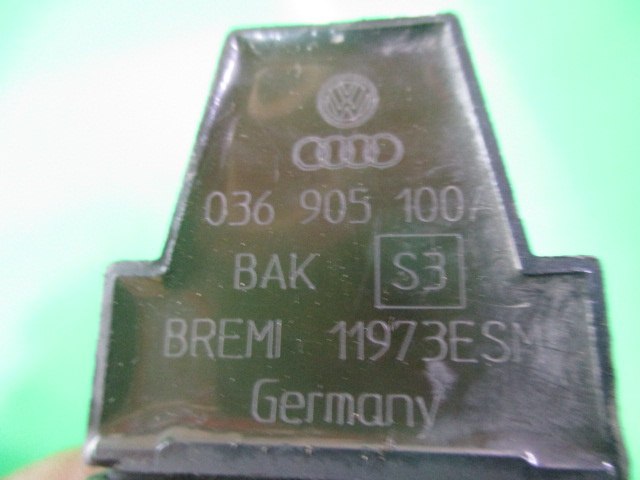 036 905 100A
BAK S3
BREMI 11973ESM
Germany